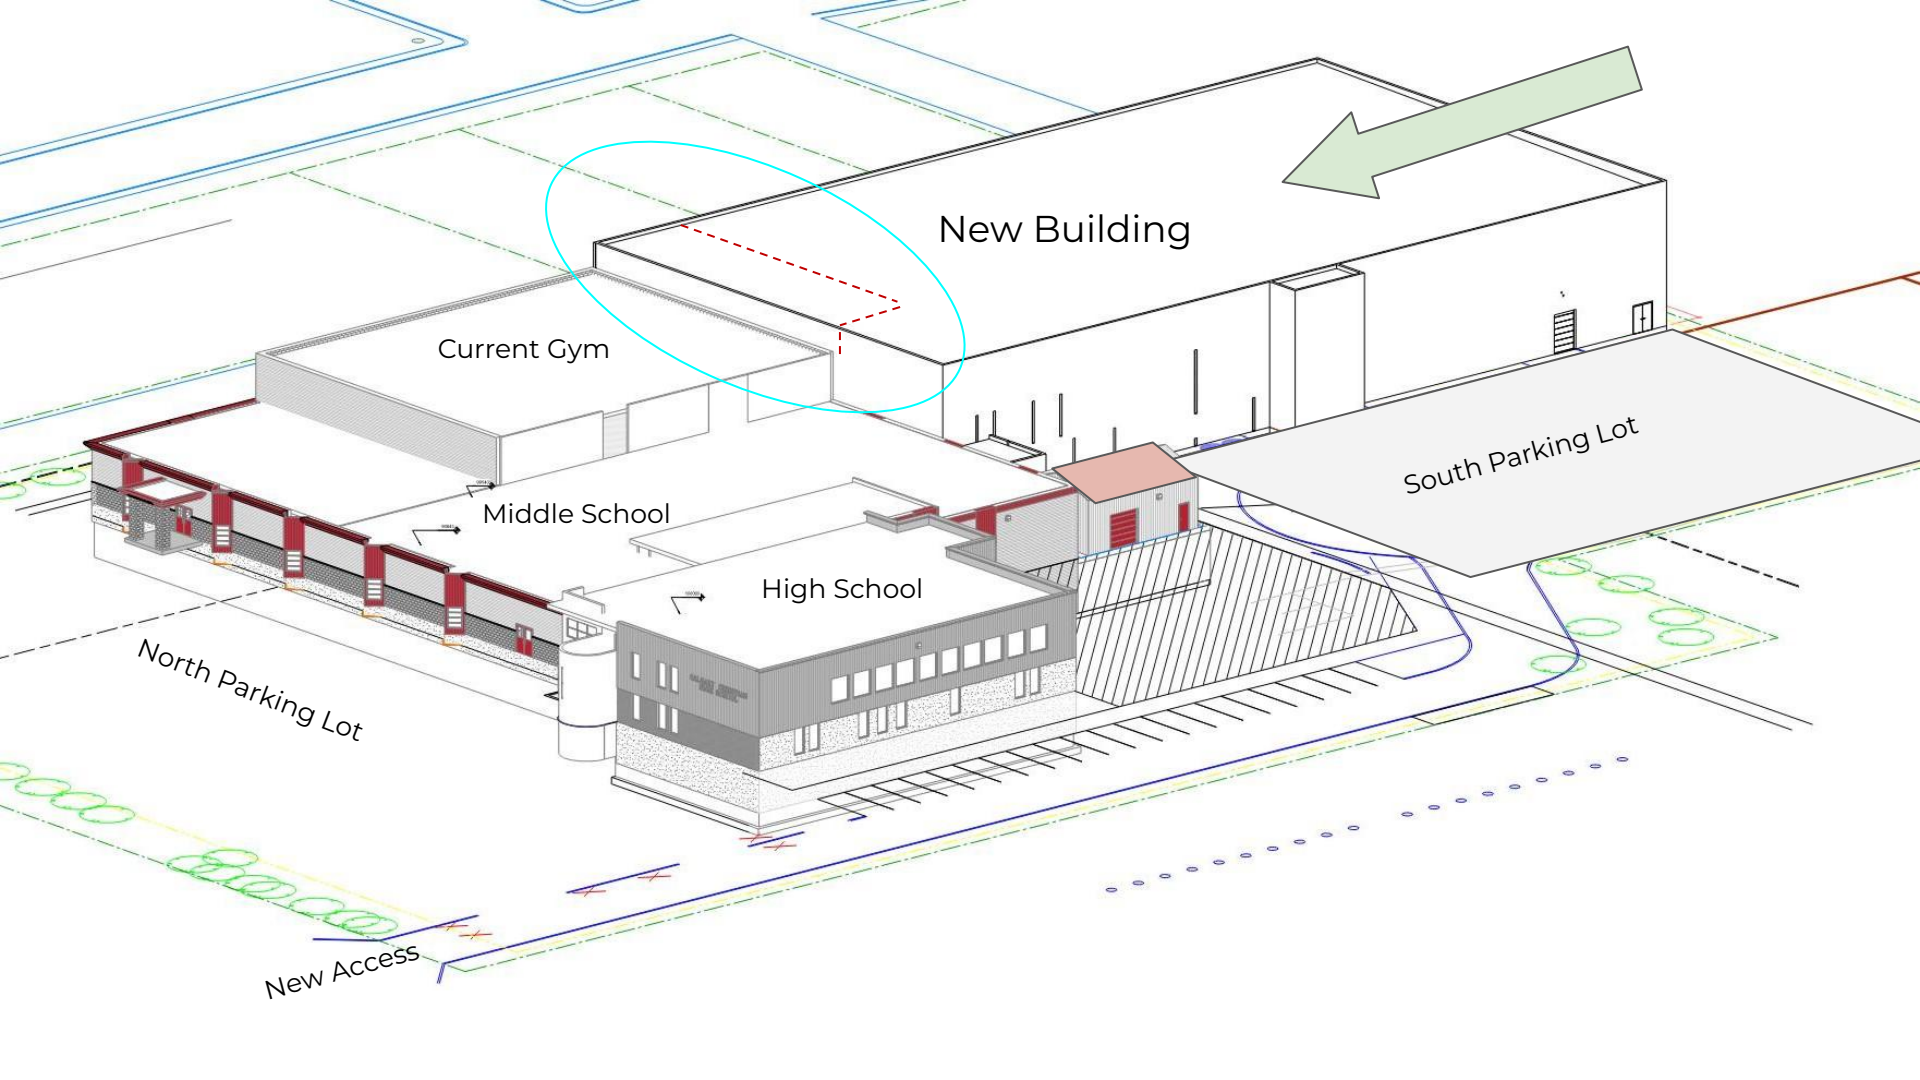 New Building
Current Gym
South Parking Lot
Middle School
High School
North Parking Lot
New Access